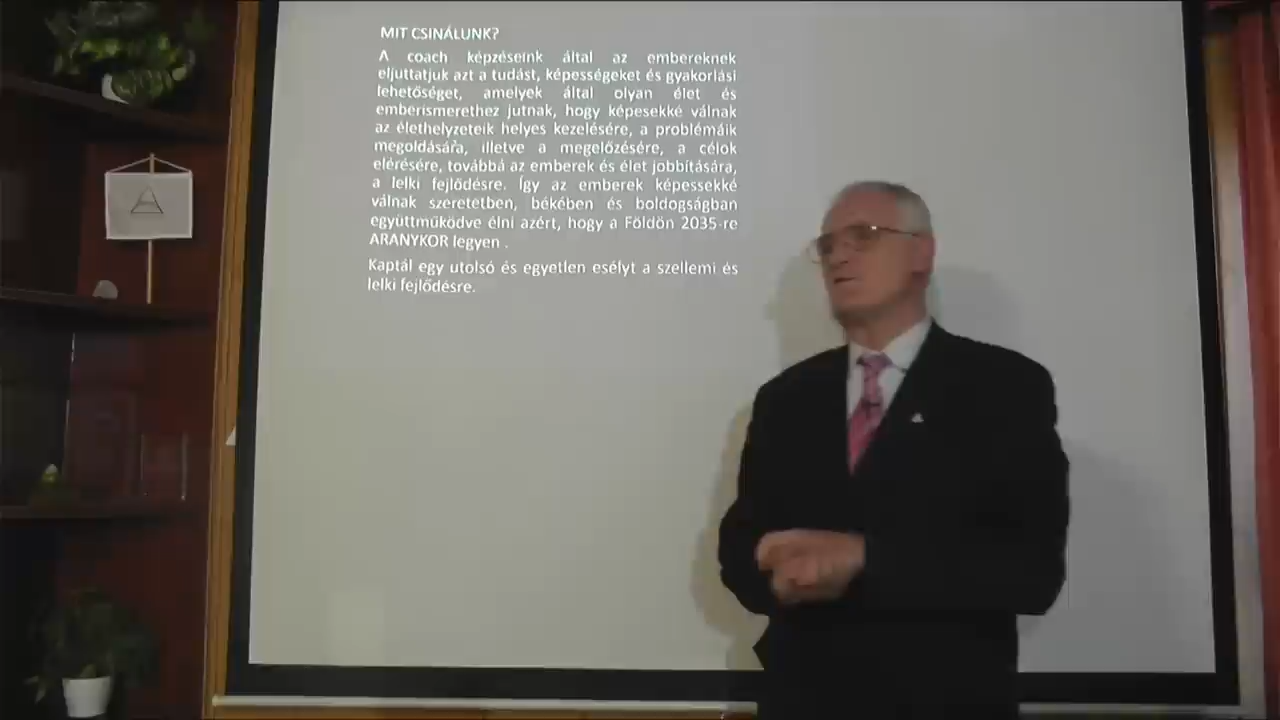 MIT CSINÁLUNK?
A coach képzéseink által az embereknek
eljuttatjuk azt a tudást, képességeket és gyakorlási
lehetőséget, amelyek által olyan élet és
emberismerethez jutnak, hogy képesekké válnak
az élethelyzeteik helyes kezelésére, a problémáik
megoldására, illetve a megelőzésére, a célok
elérésére, továbbá az emberek és élet jobbítására,
a lelki fejlődésre. Így az emberek képessekké
válnak szeretetben, békében és boldogságban
együttműködve élni azért, hogy a Földön 2035-re
ARANYKOR legyen .
Kaptál egy utolsó és egyetlen esélyt a szellemi és
lelki fejlődésre.